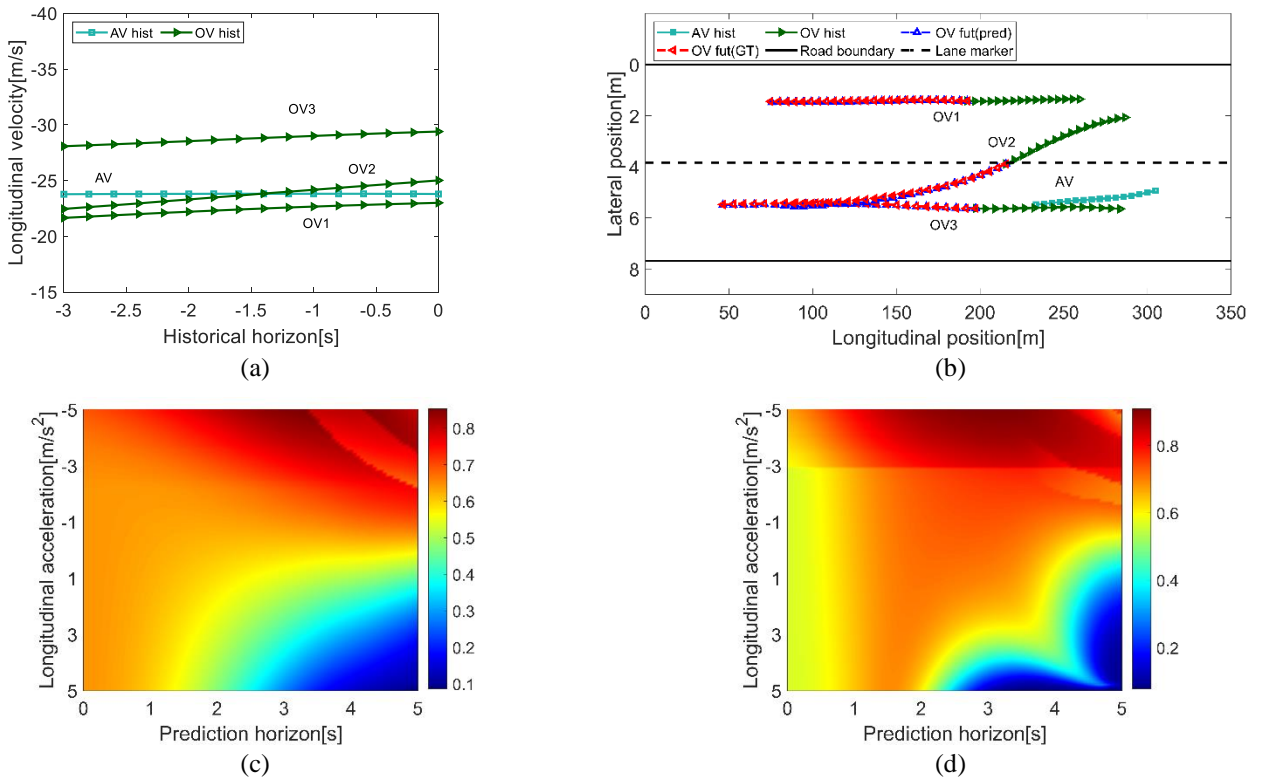 AV hist OV hist
Longitudinal velocity[m/s]
-40
-35
-30
-25
-20
-15
OV3
AV
OV2
OV1
-3 -2.5 -2 -1.5 -1 -0.5 0
Historical horizon[s]
(a)
AV hist OV hist OV fut(pred)
OV fut(GT) Road boundary Lane marker
Lateral position[m]
0
2
4
6
8
OV1
OV2
AV
OV3
0 50 100 150 200 250 300 350
Longitudinal position[m]
(b)
Longitudinal acceleration[m/s²]
-5
-3
-1
1
3
5
0 1 2 3 4 5
Prediction horizon[s]
0.8
0.7
0.6
0.5
0.4
0.3
0.2
0.1
(c)
Longitudinal acceleration[m/s²]
-5
-3
-1
1
3
5
0 1 2 3 4 5
Prediction horizon[s]
0.8
0.6
0.4
0.2
(d)